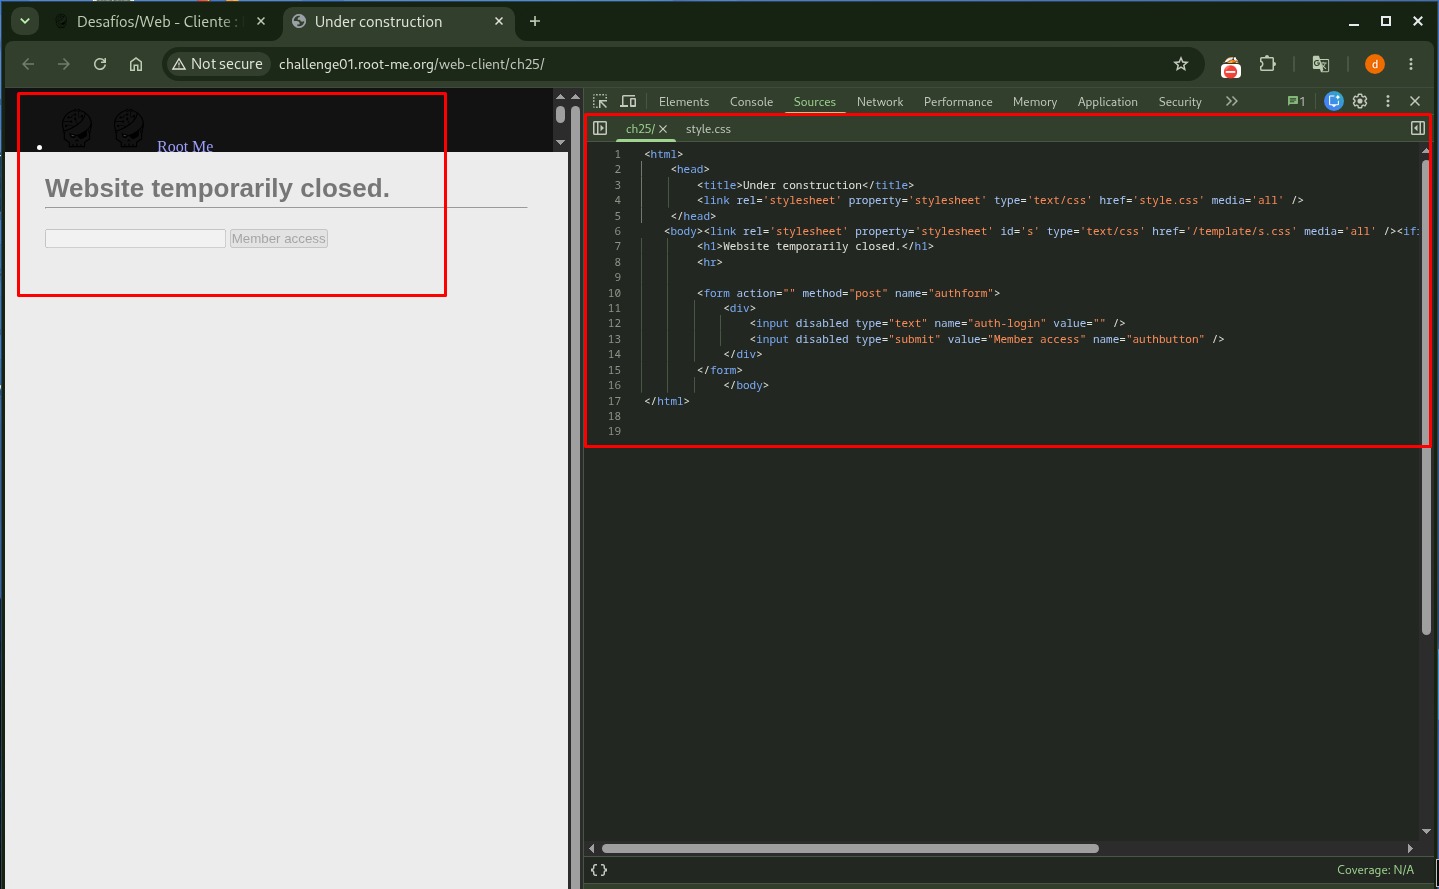 Desafíos/Web - Cliente :
Under construction
Not secure
challenge01.root-me.org/web-client/ch25/
d
Root Me
Website temporarily closed.
Member access
Elements
Console
Sources
Network
Performance
Memory
Application
Security
1
ch25/
style.css
1 <html>
2 <head>
3 <title>Under construction</title>
4 <link rel='stylesheet' property='stylesheet' type='text/css' href='style.css' media='all' />
5 </head>
6 <body><link rel='stylesheet' property='stylesheet' id='s' type='text/css' href='/template/s.css' media='all' /><if
7 <h1>Website temporarily closed.</h1>
8 <hr>
9
10 <form action="" method="post" name="authform">
11 <div>
12 <input disabled type="text" name="auth-login" value="" />
13 <input disabled type="submit" value="Member access" name="authbutton" />
14 </div>
15 </form>
16 </body>
17 </html>
18
19
{}
Coverage: N/A